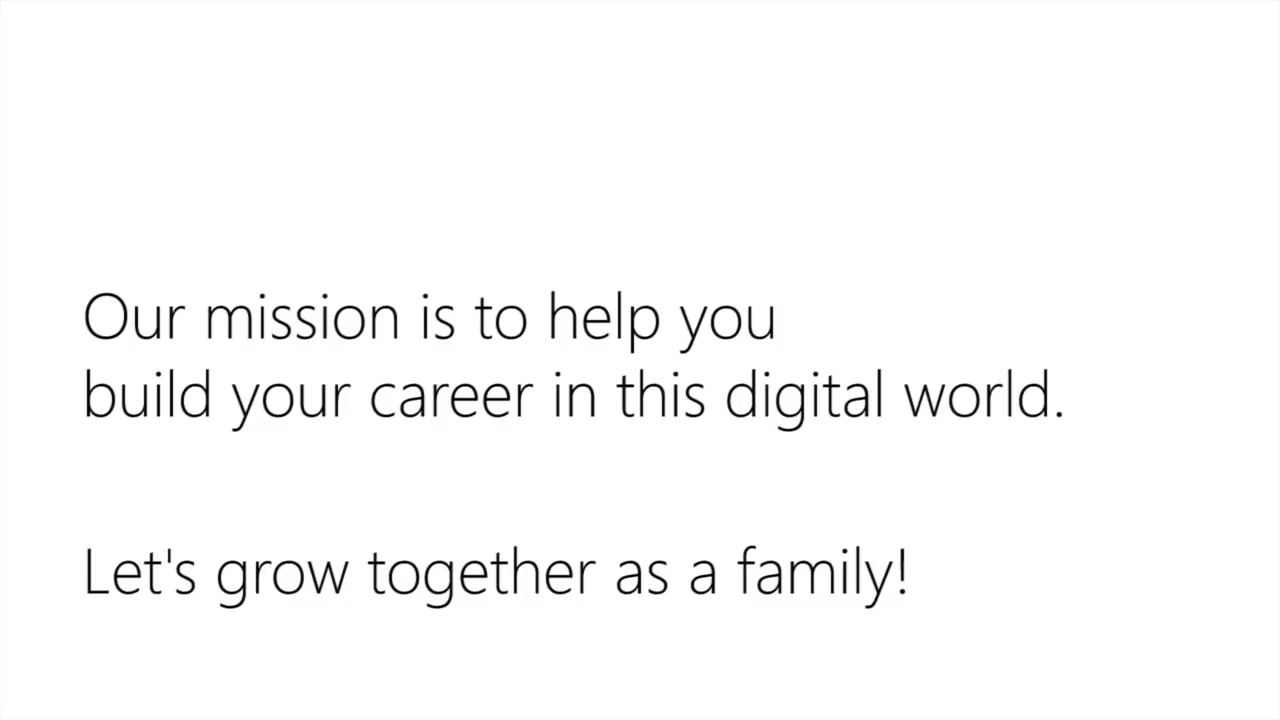 Our mission is to help you
build your career in this digital world.
Let's grow together as a family!